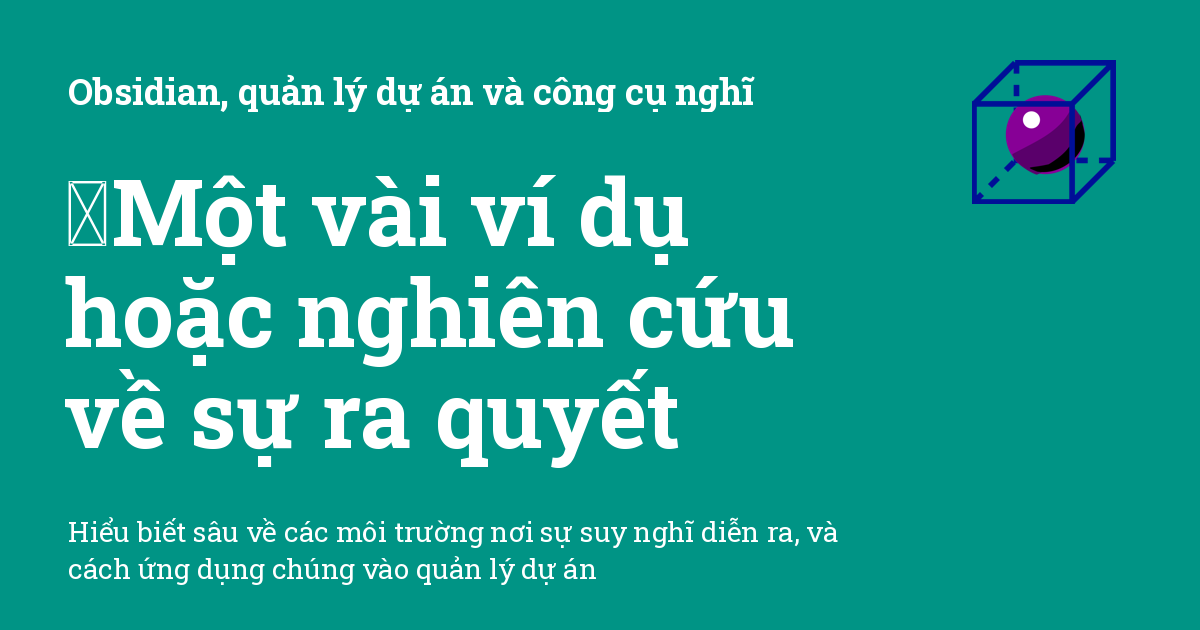 Obsidian, quản lý dự án và công cụ nghĩ
Một vài ví dụ
hoặc nghiên cứu
về sự ra quyết
Hiểu biết sâu về các môi trường nơi sự suy nghĩ diễn ra, và
cách ứng dụng chúng vào quản lý dự án